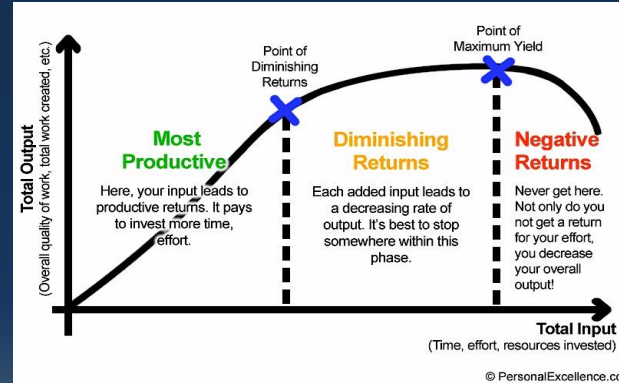 Point of
Diminishing
Returns
Point of
Maximum Yield
Most
Productive
Here, your input leads to
productive returns. It pays
to invest more time,
effort.
Diminishing
Returns
Each added input leads to
a decreasing rate of
output. It's best to stop
somewhere within this
phase.
Negative
Returns
Never get here.
Not only do you
not get a return
for your effort,
you decrease
your overall
output!
Total Output
(Overall quality of work, total work created, etc.)
Total Input
(Time, effort, resources invested)
© PersonalExcellence.co